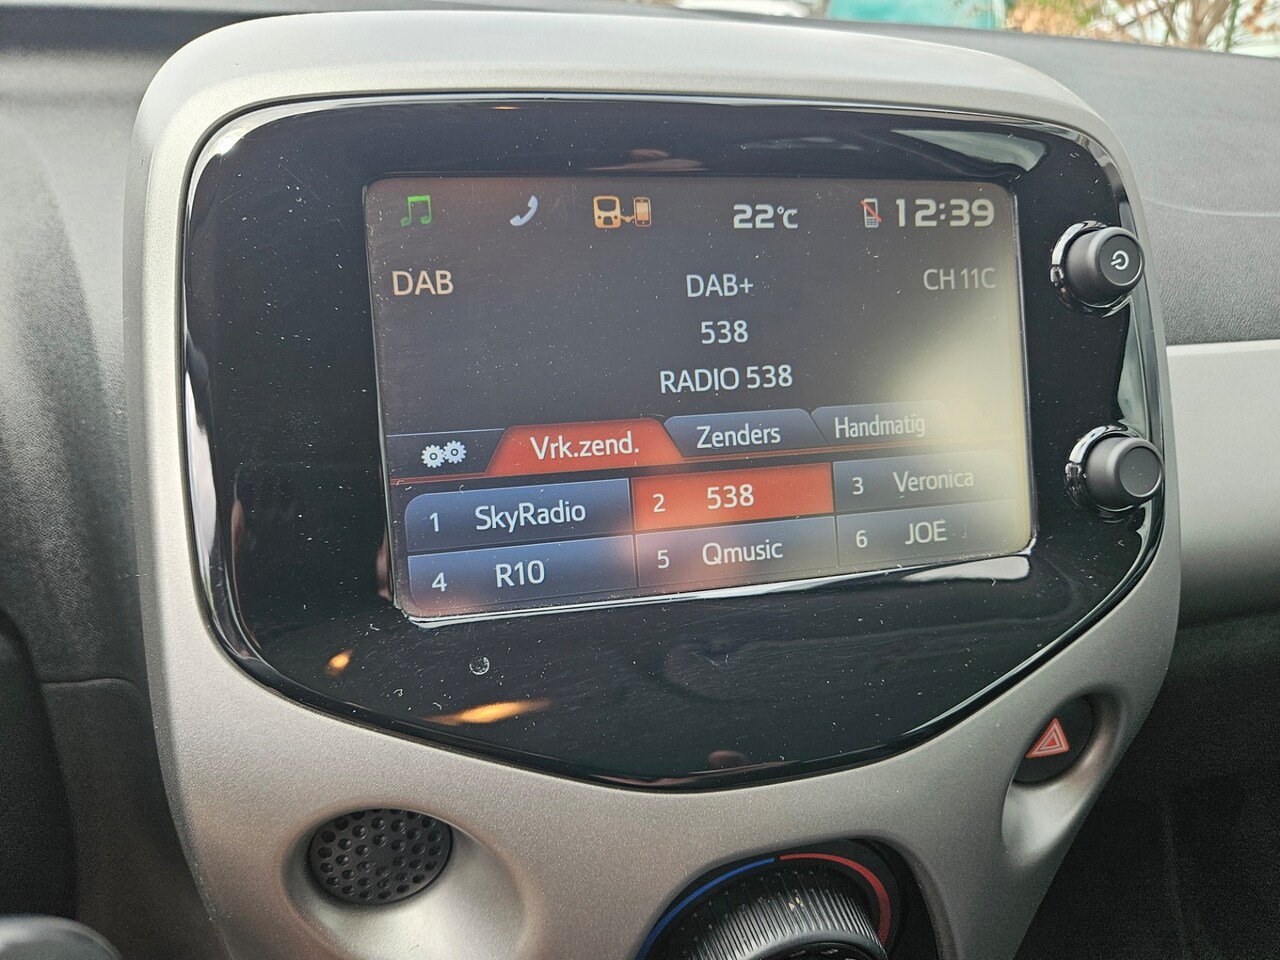 22°C 12:39
DAB DAB+ CH 11C
538
RADIO 538
Vrk.zend. Zenders Handmatig
1 SkyRadio 2 538 3 Veronica
4 R10 5 Qmusic 6 JOE